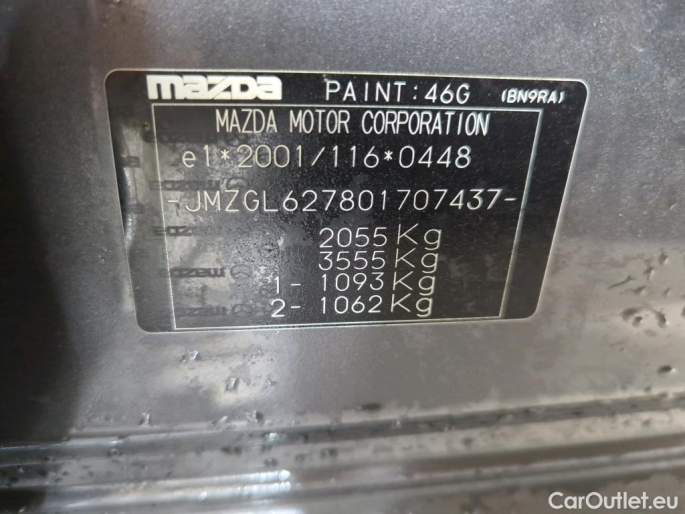 mazda PAINT:46G (BN9RA)
MAZDA MOTOR CORPORATION
e1*2001/116*0448
-JMZGL627801707437-
2055Kg
3555Kg
1- 1093Kg
2- 1062Kg
CarOutlet.eu